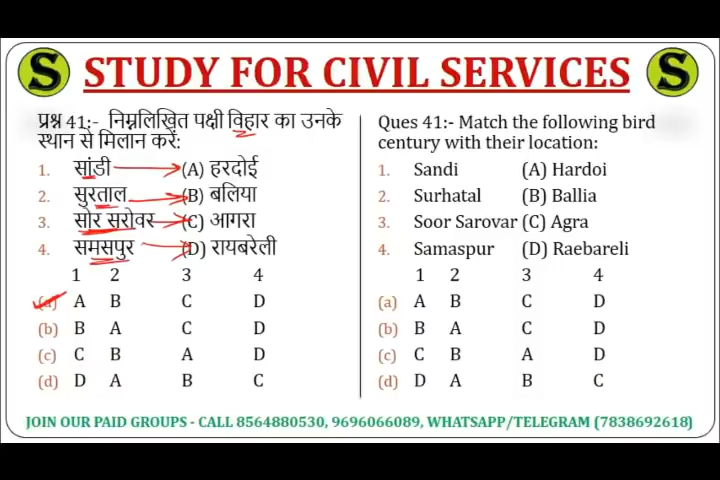 S STUDY FOR CIVIL SERVICES S
प्रश्न 41:- निम्नलिखित पक्षी विहार का उनके
स्थान से मिलान करें:
1. सांडी (A) हरदोई
2. सुरताल (B) बलिया
3. सोर सरोवर (C) आगरा
4. समसपुर (D) रायबरेली
1 2 3 4
(a) A B C D
(b) B A C D
(c) C B A D
(d) D A B C
Ques 41:- Match the following bird
century with their location:
1. Sandi (A) Hardoi
2. Surhatal (B) Ballia
3. Soor Sarovar (C) Agra
4. Samaspur (D) Raebareli
1 2 3 4
(a) A B C D
(b) B A C D
(c) C B A D
(d) D A B C
JOIN OUR PAID GROUPS - CALL 8564880530, 9696066089, WHATSAPP/TELEGRAM (7838692618)